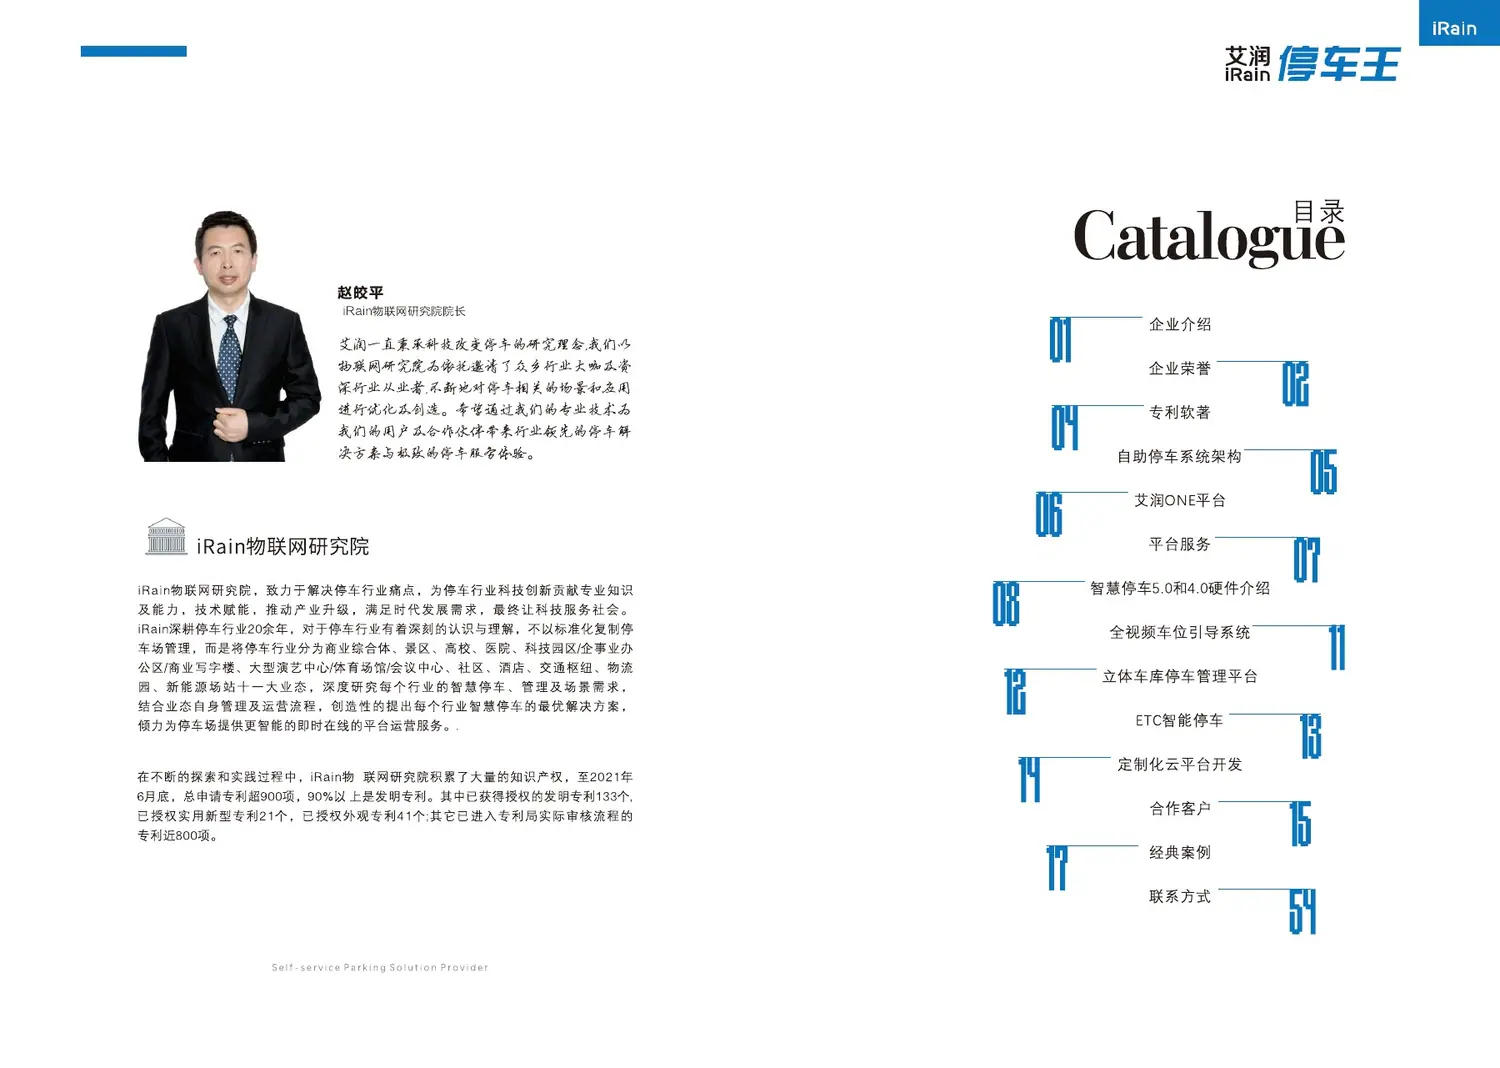 iRain
艾润
iRain
停车王
赵皎平
iRain物联网研究院院长
艾润一直秉承科技改变停车的研究理念,我们以
物联网研究院为依托邀请了众多行业大咖及资
深行业从业者,不断地对停车相关的场景和应用
进行优化及创造。希望通过我们的专业技术为
我们的用户及合作伙伴带来行业领先的停车解
决方案与极致的停车服务体验。
iRain物联网研究院
iRain物联网研究院，致力于解决停车行业痛点，为停车行业科技创新贡献专业知识
及能力，技术赋能，推动产业升级，满足时代发展需求，最终让科技服务社会。
iRain深耕停车行业20余年，对于停车行业有着深刻的认识与理解，不以标准化复制停
车场管理，而是将停车行业分为商业综合体、景区、高校、医院、科技园区/企事业办
公区/商业写字楼、大型演艺中心/体育场馆/会议中心、社区、酒店、交通枢纽、物流
园、新能源场站十一大业态，深度研究每个行业的智慧停车、管理及场景需求，
结合业态自身管理及运营流程，创造性的提出每个行业智慧停车的最优解决方案，
倾力为停车场提供更智能的即时在线的平台运营服务。.
在不断的探索和实践过程中，iRain物 联网研究院积累了大量的知识产权，至2021年
6月底，总申请专利超900项，90%以 上是发明专利。其中已获得授权的发明专利133个,
已授权实用新型专利21个，已授权外观专利41个;其它已进入专利局实际审核流程的
专利近800项。
Self-service Parking Solution Provider
目录
Catalogue
01 企业介绍
企业荣誉 02
04 专利软著
自助停车系统架构 05
06 艾润ONE平台
平台服务 07
08 智慧停车5.0和4.0硬件介绍
全视频车位引导系统 11
12 立体车库停车管理平台
ETC智能停车 13
14 定制化云平台开发
合作客户 15
17 经典案例
联系方式 54